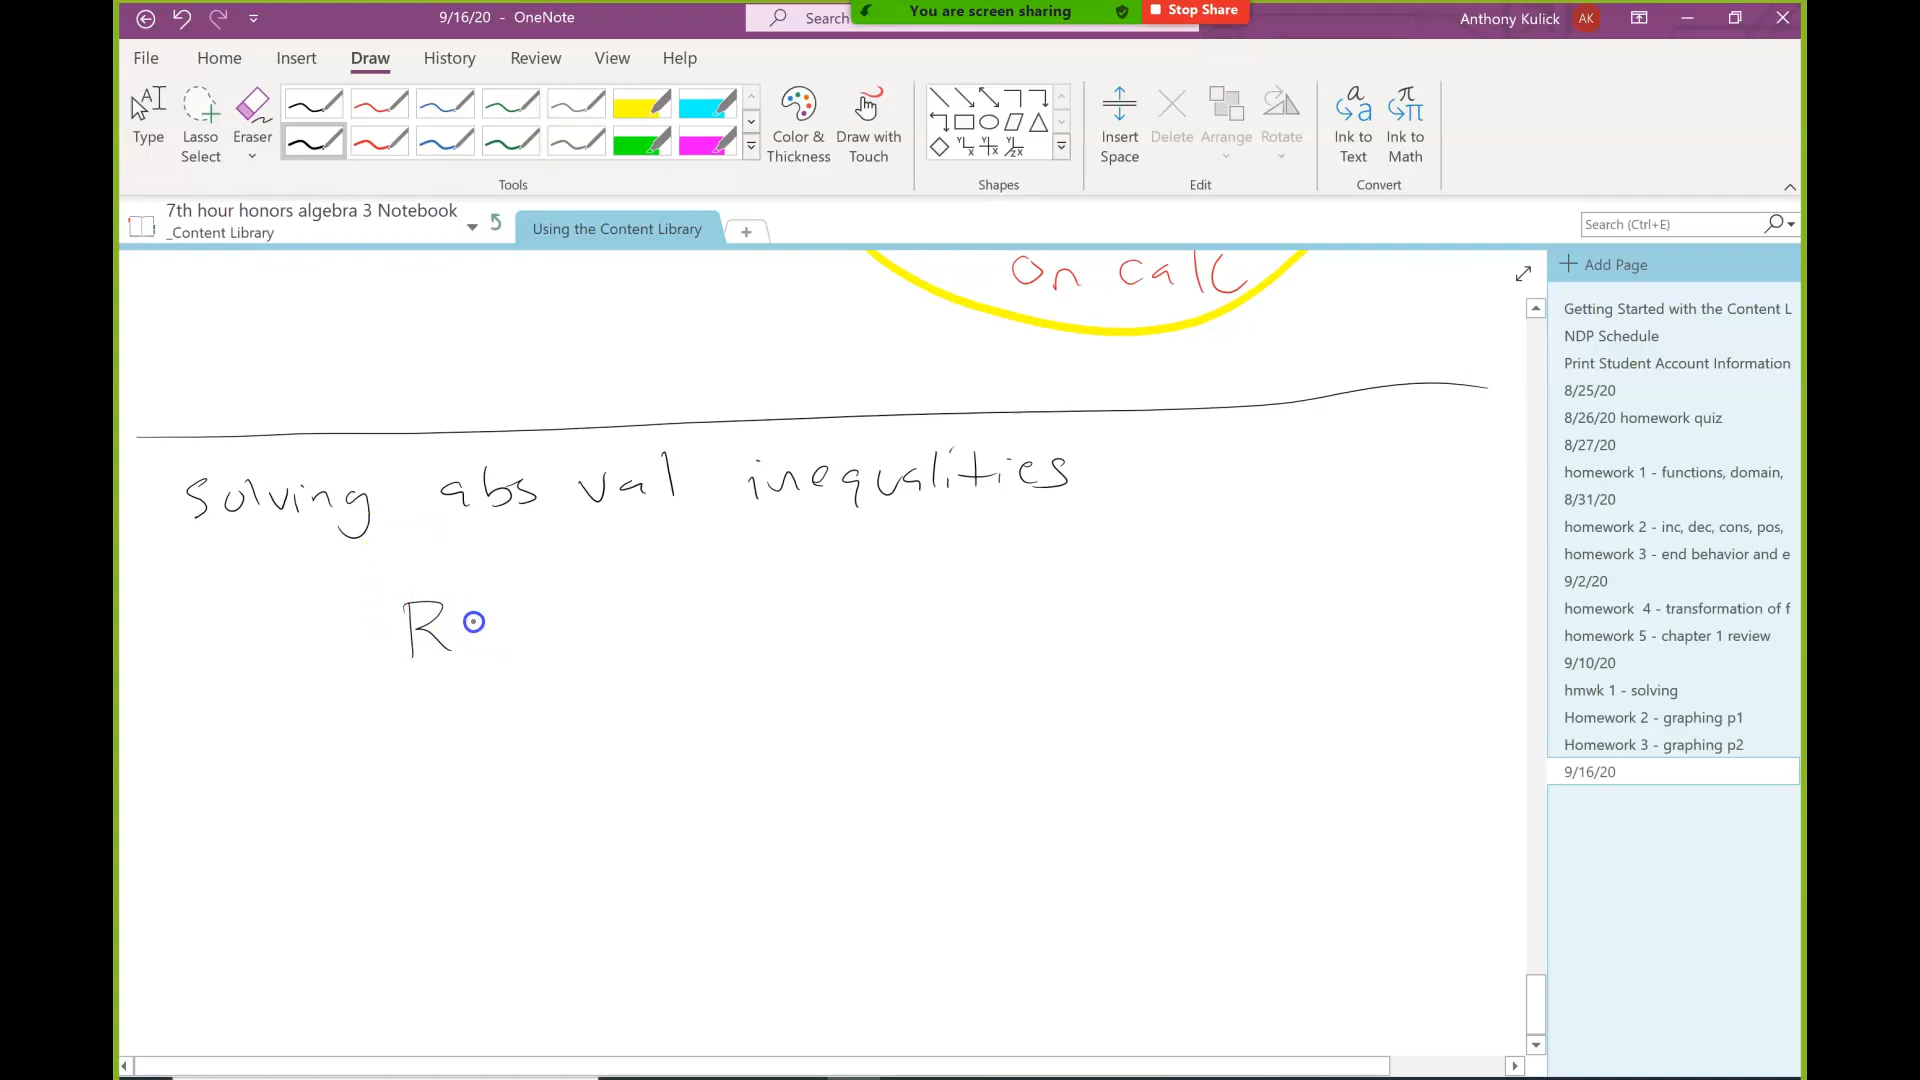 9/16/20 - OneNote
Search
You are screen sharing
Stop Share
Anthony Kulick
AK
File
Home
Insert
Draw
History
Review
View
Help
Type
Lasso Select
Eraser
Color & Thickness
Draw with Touch
Insert Space
Delete
Arrange
Rotate
Ink to Text
Ink to Math
Tools
Shapes
Edit
Convert
7th hour honors algebra 3 Notebook
_Content Library
Using the Content Library
Search (Ctrl+E)
Add Page
on calc
solving abs val inequalities
R
Getting Started with the Content L
NDP Schedule
Print Student Account Information
8/25/20
8/26/20 homework quiz
8/27/20
homework 1 - functions, domain,
8/31/20
homework 2 - inc, dec, cons, pos,
homework 3 - end behavior and e
9/2/20
homework 4 - transformation of f
homework 5 - chapter 1 review
9/10/20
hmwk 1 - solving
Homework 2 - graphing p1
Homework 3 - graphing p2
9/16/20